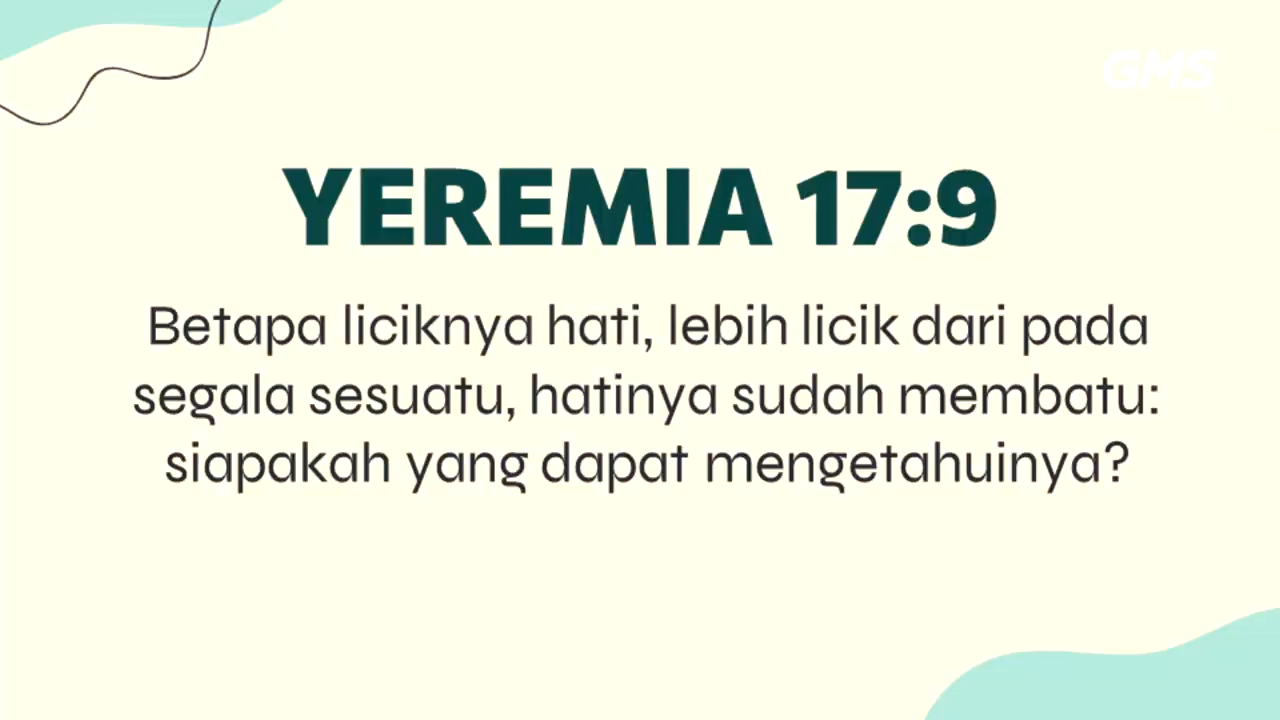 GMS
YEREMIA 17:9
Betapa liciknya hati, lebih licik dari pada
segala sesuatu, hatinya sudah membatu:
siapakah yang dapat mengetahuinya?